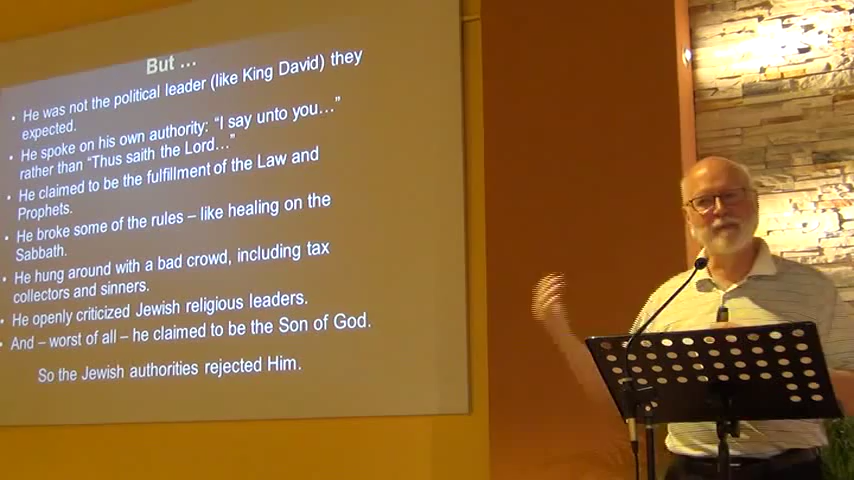 But ...
• He was not the political leader (like King David) they
expected.
• He spoke on his own authority: “I say unto you...”
rather than “Thus saith the Lord...”
• He claimed to be the fulfillment of the Law and
Prophets.
• He broke some of the rules – like healing on the
Sabbath.
• He hung around with a bad crowd, including tax
collectors and sinners.
• He openly criticized Jewish religious leaders.
• And – worst of all – he claimed to be the Son of God.
So the Jewish authorities rejected Him.